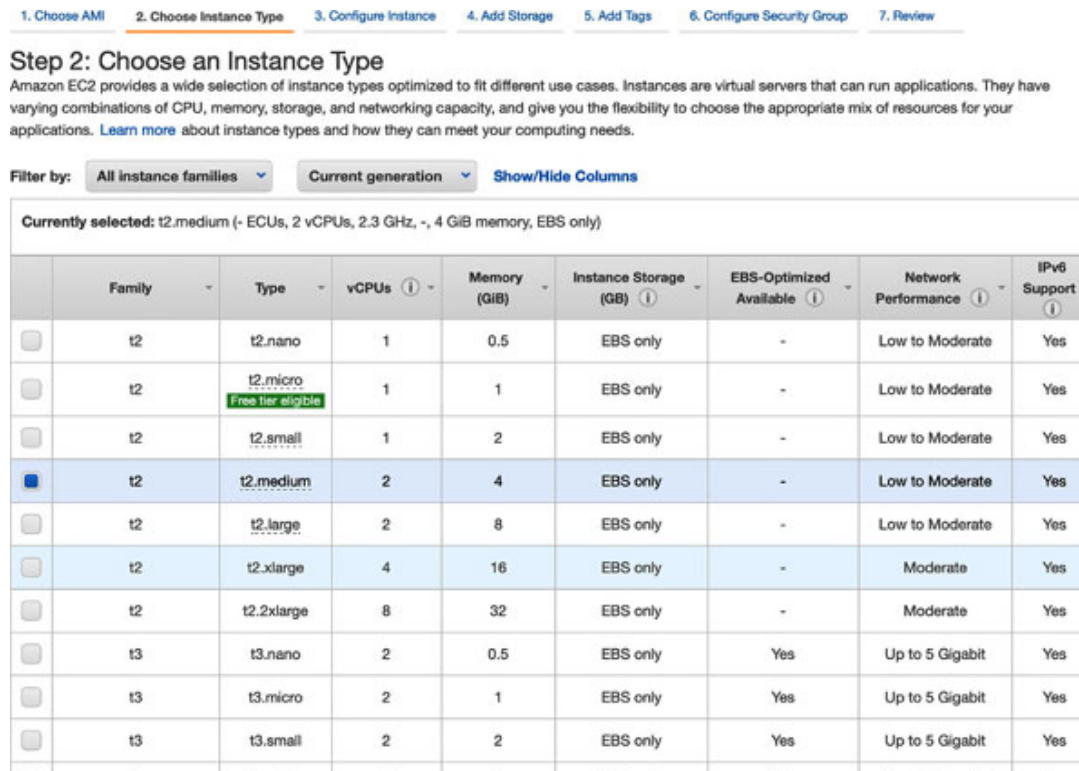 1. Choose AMI 2. Choose Instance Type 3. Configure Instance 4. Add Storage 5. Add Tags 6. Configure Security Group 7. Review
Step 2: Choose an Instance Type
Amazon EC2 provides a wide selection of instance types optimized to fit different use cases. Instances are virtual servers that can run applications. They have
varying combinations of CPU, memory, storage, and networking capacity, and give you the flexibility to choose the appropriate mix of resources for your
applications. Learn more about instance types and how they can meet your computing needs.
Filter by: All instance families Current generation Show/Hide Columns
Currently selected: t2.medium (- ECUs, 2 vCPUs, 2.3 GHz, -, 4 GiB memory, EBS only)
Family Type vCPUs i Memory (GiB) Instance Storage (GB) i EBS-Optimized Available i Network Performance i IPv6 Support i
t2 t2.nano 1 0.5 EBS only - Low to Moderate Yes
t2 t2.micro Free tier eligible 1 1 EBS only - Low to Moderate Yes
t2 t2.small 1 2 EBS only - Low to Moderate Yes
t2 t2.medium 2 4 EBS only - Low to Moderate Yes
t2 t2.large 2 8 EBS only - Low to Moderate Yes
t2 t2.xlarge 4 16 EBS only - Moderate Yes
t2 t2.2xlarge 8 32 EBS only - Moderate Yes
t3 t3.nano 2 0.5 EBS only Yes Up to 5 Gigabit Yes
t3 t3.micro 2 1 EBS only Yes Up to 5 Gigabit Yes
t3 t3.small 2 2 EBS only Yes Up to 5 Gigabit Yes